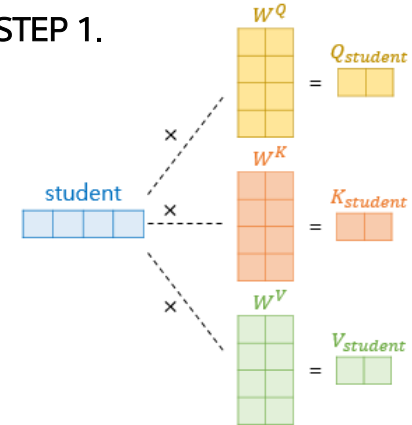 STEP 1.
W^Q
Q_student
=
×
W^K
student
×
K_student
=
×
W^V
V_student
=